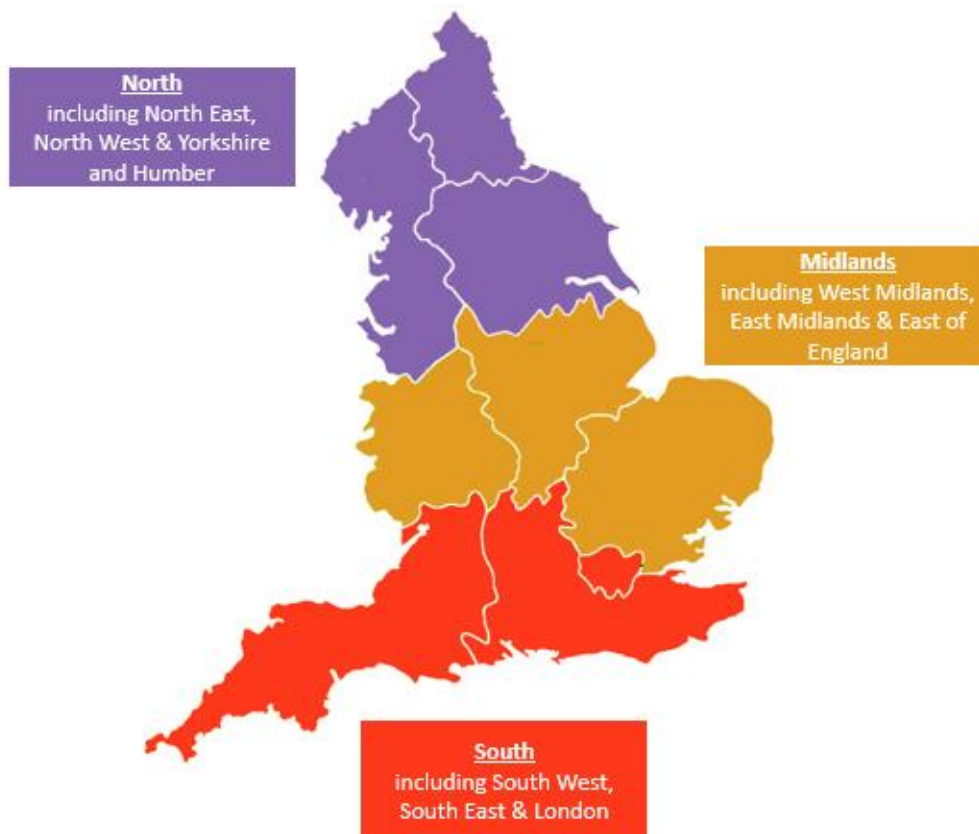 North
including North East,
North West & Yorkshire
and Humber
Midlands
including West Midlands,
East Midlands & East of
England
South
including South West,
South East & London